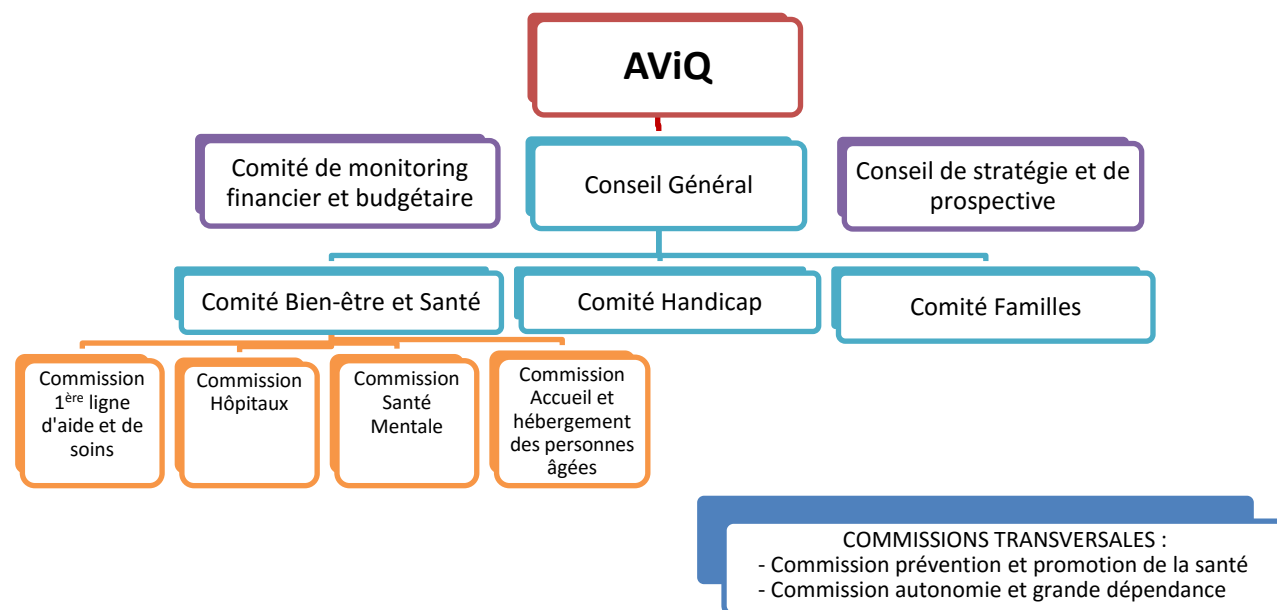 AViQ
Comité de monitoring
financier et budgétaire
Conseil Général
Conseil de stratégie et de
prospective
Comité Bien-être et Santé
Comité Handicap
Comité Familles
Commission
1ère ligne
d'aide et de
soins
Commission
Hôpitaux
Commission
Santé
Mentale
Commission
Accueil et
hébergement
des personnes
âgées
COMMISSIONS TRANSVERSALES :
- Commission prévention et promotion de la santé
- Commission autonomie et grande dépendance